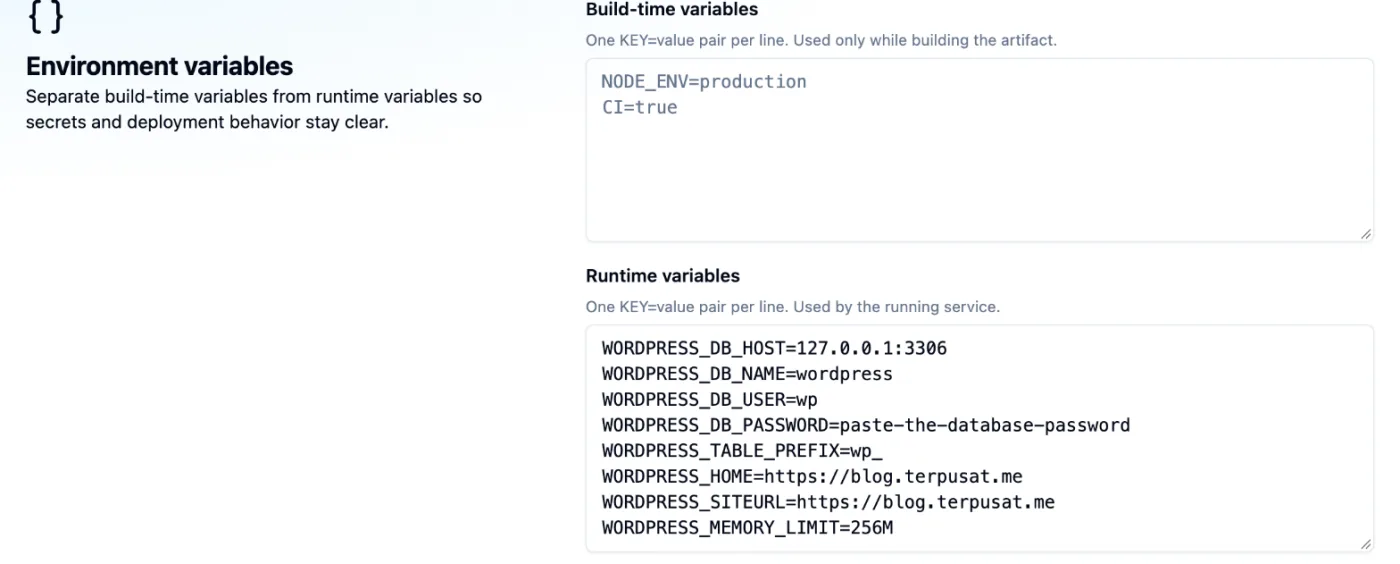 { }
Environment variables
Separate build-time variables from runtime variables so
secrets and deployment behavior stay clear.
Build-time variables
One KEY=value pair per line. Used only while building the artifact.
NODE_ENV=production
CI=true
Runtime variables
One KEY=value pair per line. Used by the running service.
WORDPRESS_DB_HOST=127.0.0.1:3306
WORDPRESS_DB_NAME=wordpress
WORDPRESS_DB_USER=wp
WORDPRESS_DB_PASSWORD=paste-the-database-password
WORDPRESS_TABLE_PREFIX=wp_
WORDPRESS_HOME=https://blog.terpusat.me
WORDPRESS_SITEURL=https://blog.terpusat.me
WORDPRESS_MEMORY_LIMIT=256M